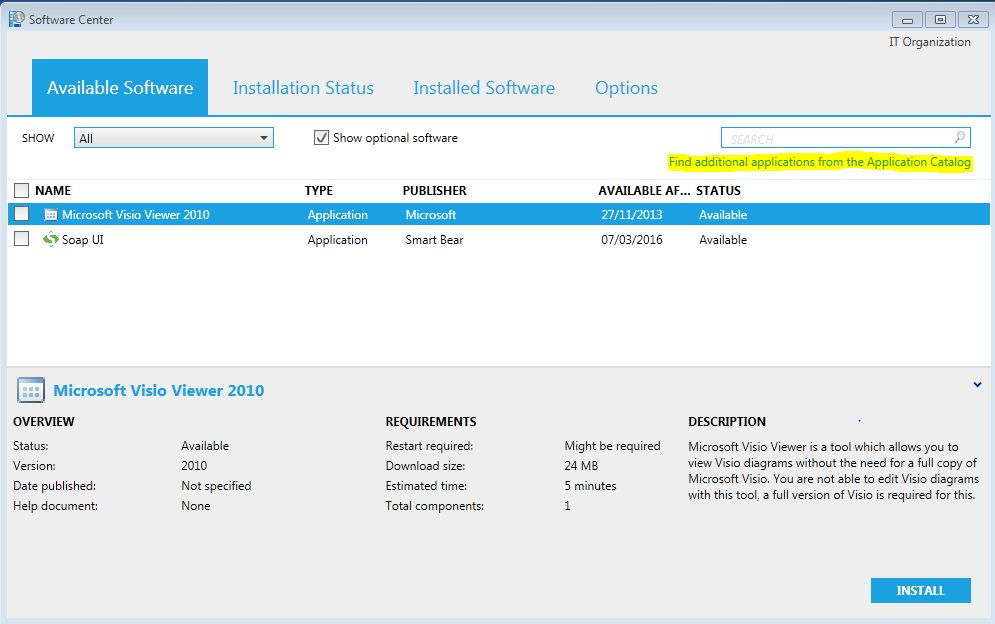 Software Center
IT Organization
Available Software Installation Status Installed Software Options
SHOW All Show optional software SEARCH
Find additional applications from the Application Catalog
NAME TYPE PUBLISHER AVAILABLE AF... STATUS
Microsoft Visio Viewer 2010 Application Microsoft 27/11/2013 Available
Soap UI Application Smart Bear 07/03/2016 Available
Microsoft Visio Viewer 2010
OVERVIEW REQUIREMENTS DESCRIPTION
Status: Available Restart required: Might be required Microsoft Visio Viewer is a tool which allows you to
Version: 2010 Download size: 24 MB view Visio diagrams without the need for a full copy of
Date published: Not specified Estimated time: 5 minutes Microsoft Visio. You are not able to edit Visio diagrams
Help document: None Total components: 1 with this tool, a full version of Visio is required for this.
INSTALL